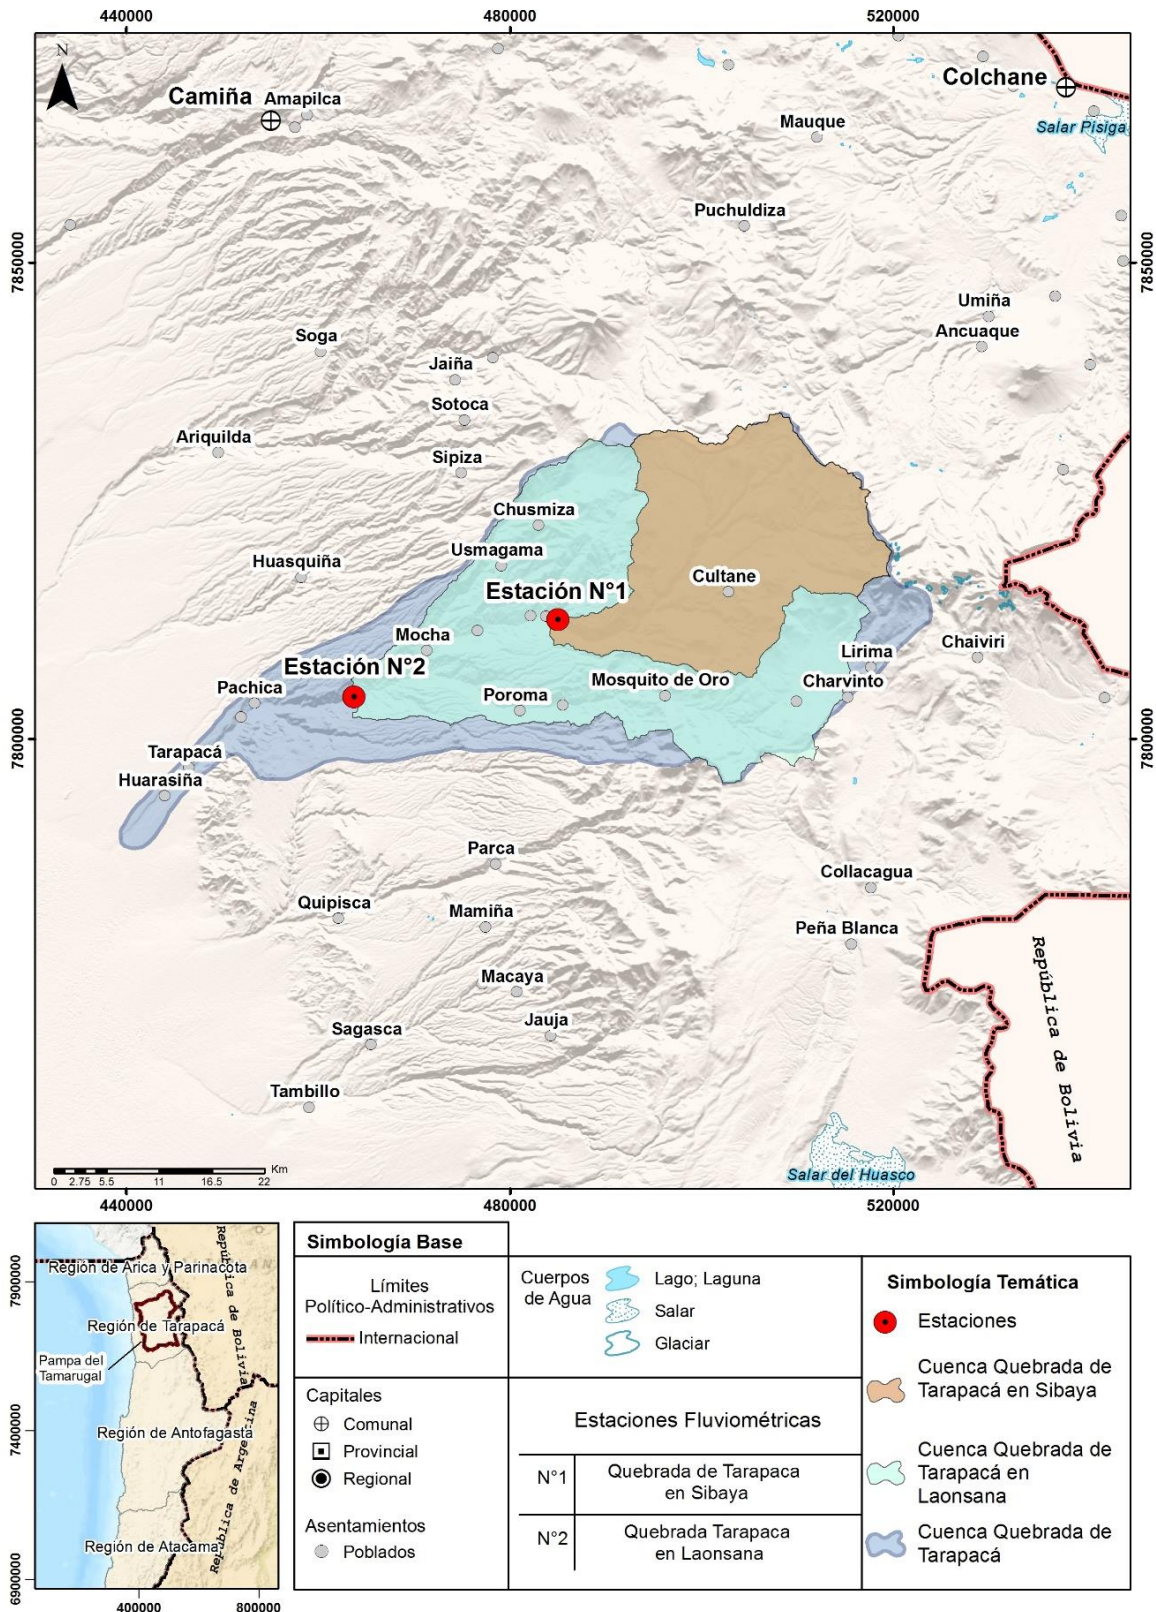 440000
480000
520000
N
Camiña
Amapilca
Colchane
Mauque
Salar Pisiga
Puchuldiza
7850000
7850000
Umiña
Ancuaque
Soga
Jaiña
Sotoca
Ariquilda
Sipiza
Chusmiza
Usmagama
Huasquiña
Cultane
Estación N°1
Mocha
Lirima
Chaiviri
Estación N°2
Mosquito de Oro
Charvinto
Pachica
Poroma
7800000
7800000
Tarapacá
Huarasiña
Parca
Collacagua
Quipisca
Mamiña
Peña Blanca
Macaya
Jauja
Sagasca
República de Bolivia
Tambillo
Salar del Huasco
Km
0 2.75 5.5 11 16.5 22
440000
480000
520000
7900000
7400000
6900000
Región de Arica y Parinacota
República de Bolivia
Región de Tarapacá
Pampa del
Tamarugal
Región de Antofagasta
República de Argentina
Región de Atacama
400000
800000
Simbología Base
Límites
Político-Administrativos
Internacional
Cuerpos
de Agua
Lago; Laguna
Salar
Glaciar
Capitales
Comunal
Provincial
Regional
Asentamientos
Poblados
Estaciones Fluviométricas
N°1
Quebrada de Tarapaca
en Sibaya
N°2
Quebrada Tarapaca
en Laonsana
Simbología Temática
Estaciones
Cuenca Quebrada de
Tarapacá en Sibaya
Cuenca Quebrada de
Tarapacá en
Laonsana
Cuenca Quebrada de
Tarapacá